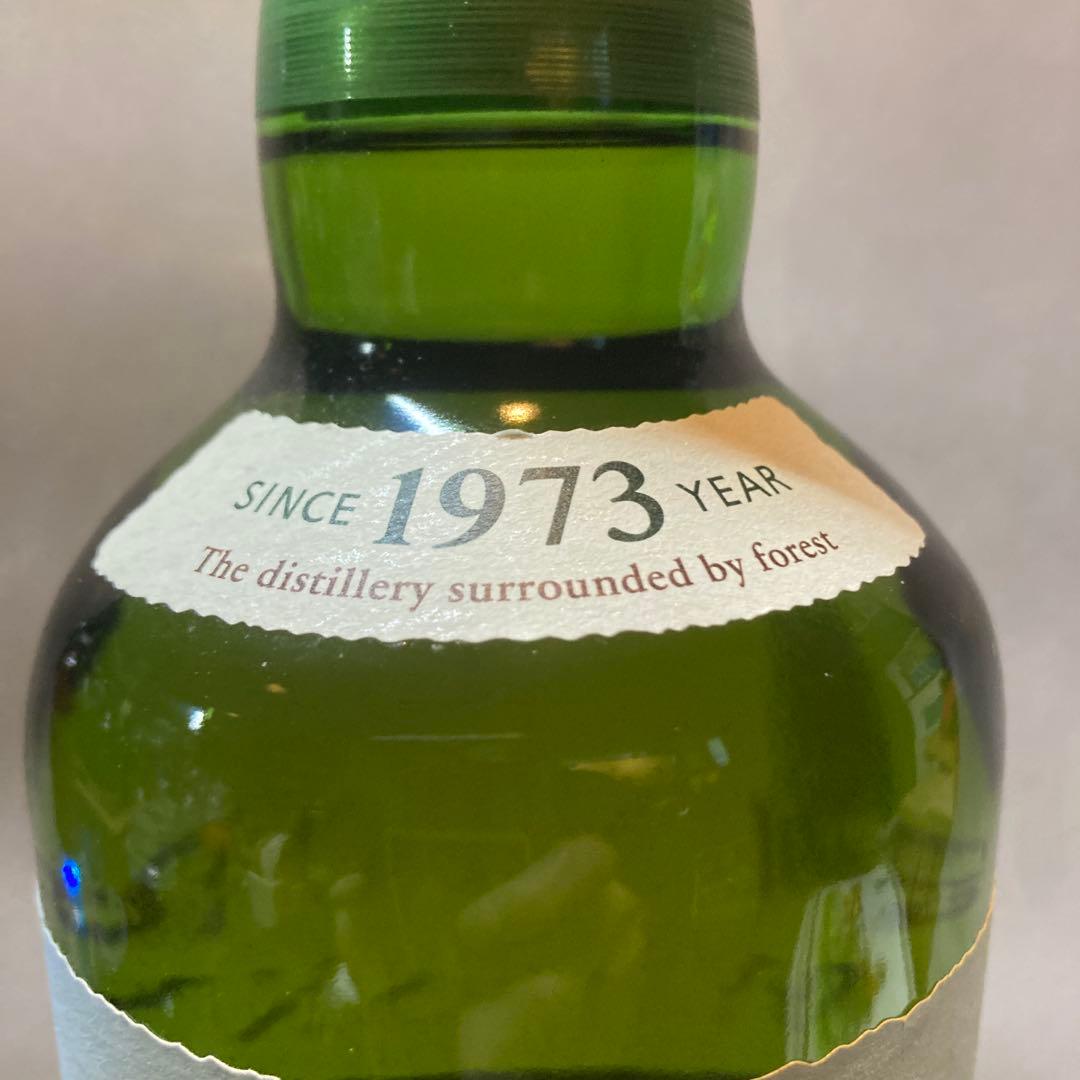 SINCE 1973 YEAR
The distillery surrounded by forest